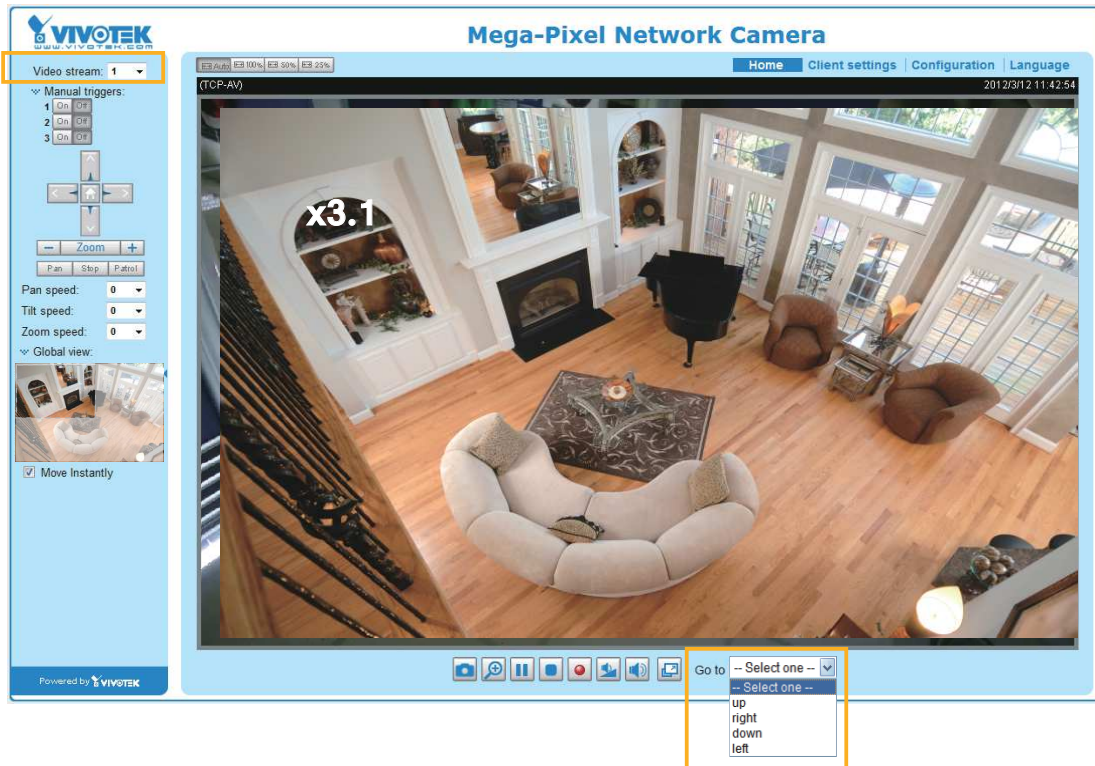 VIVOTEK
WWW.VIVOTEK.COM
Mega-Pixel Network Camera
Video stream: 1
Auto 100% 50% 25%
Home Client settings Configuration Language
(TCP-AV) 2012/3/12 11:42:54
Manual triggers:
1 On Off
2 On Off
3 On Off
x3.1
− Zoom +
Pan Stop Patrol
Pan speed: 0
Tilt speed: 0
Zoom speed: 0
Global view:
Move Instantly
Powered by VIVOTEK
Go to -- Select one --
-- Select one --
up
right
down
left